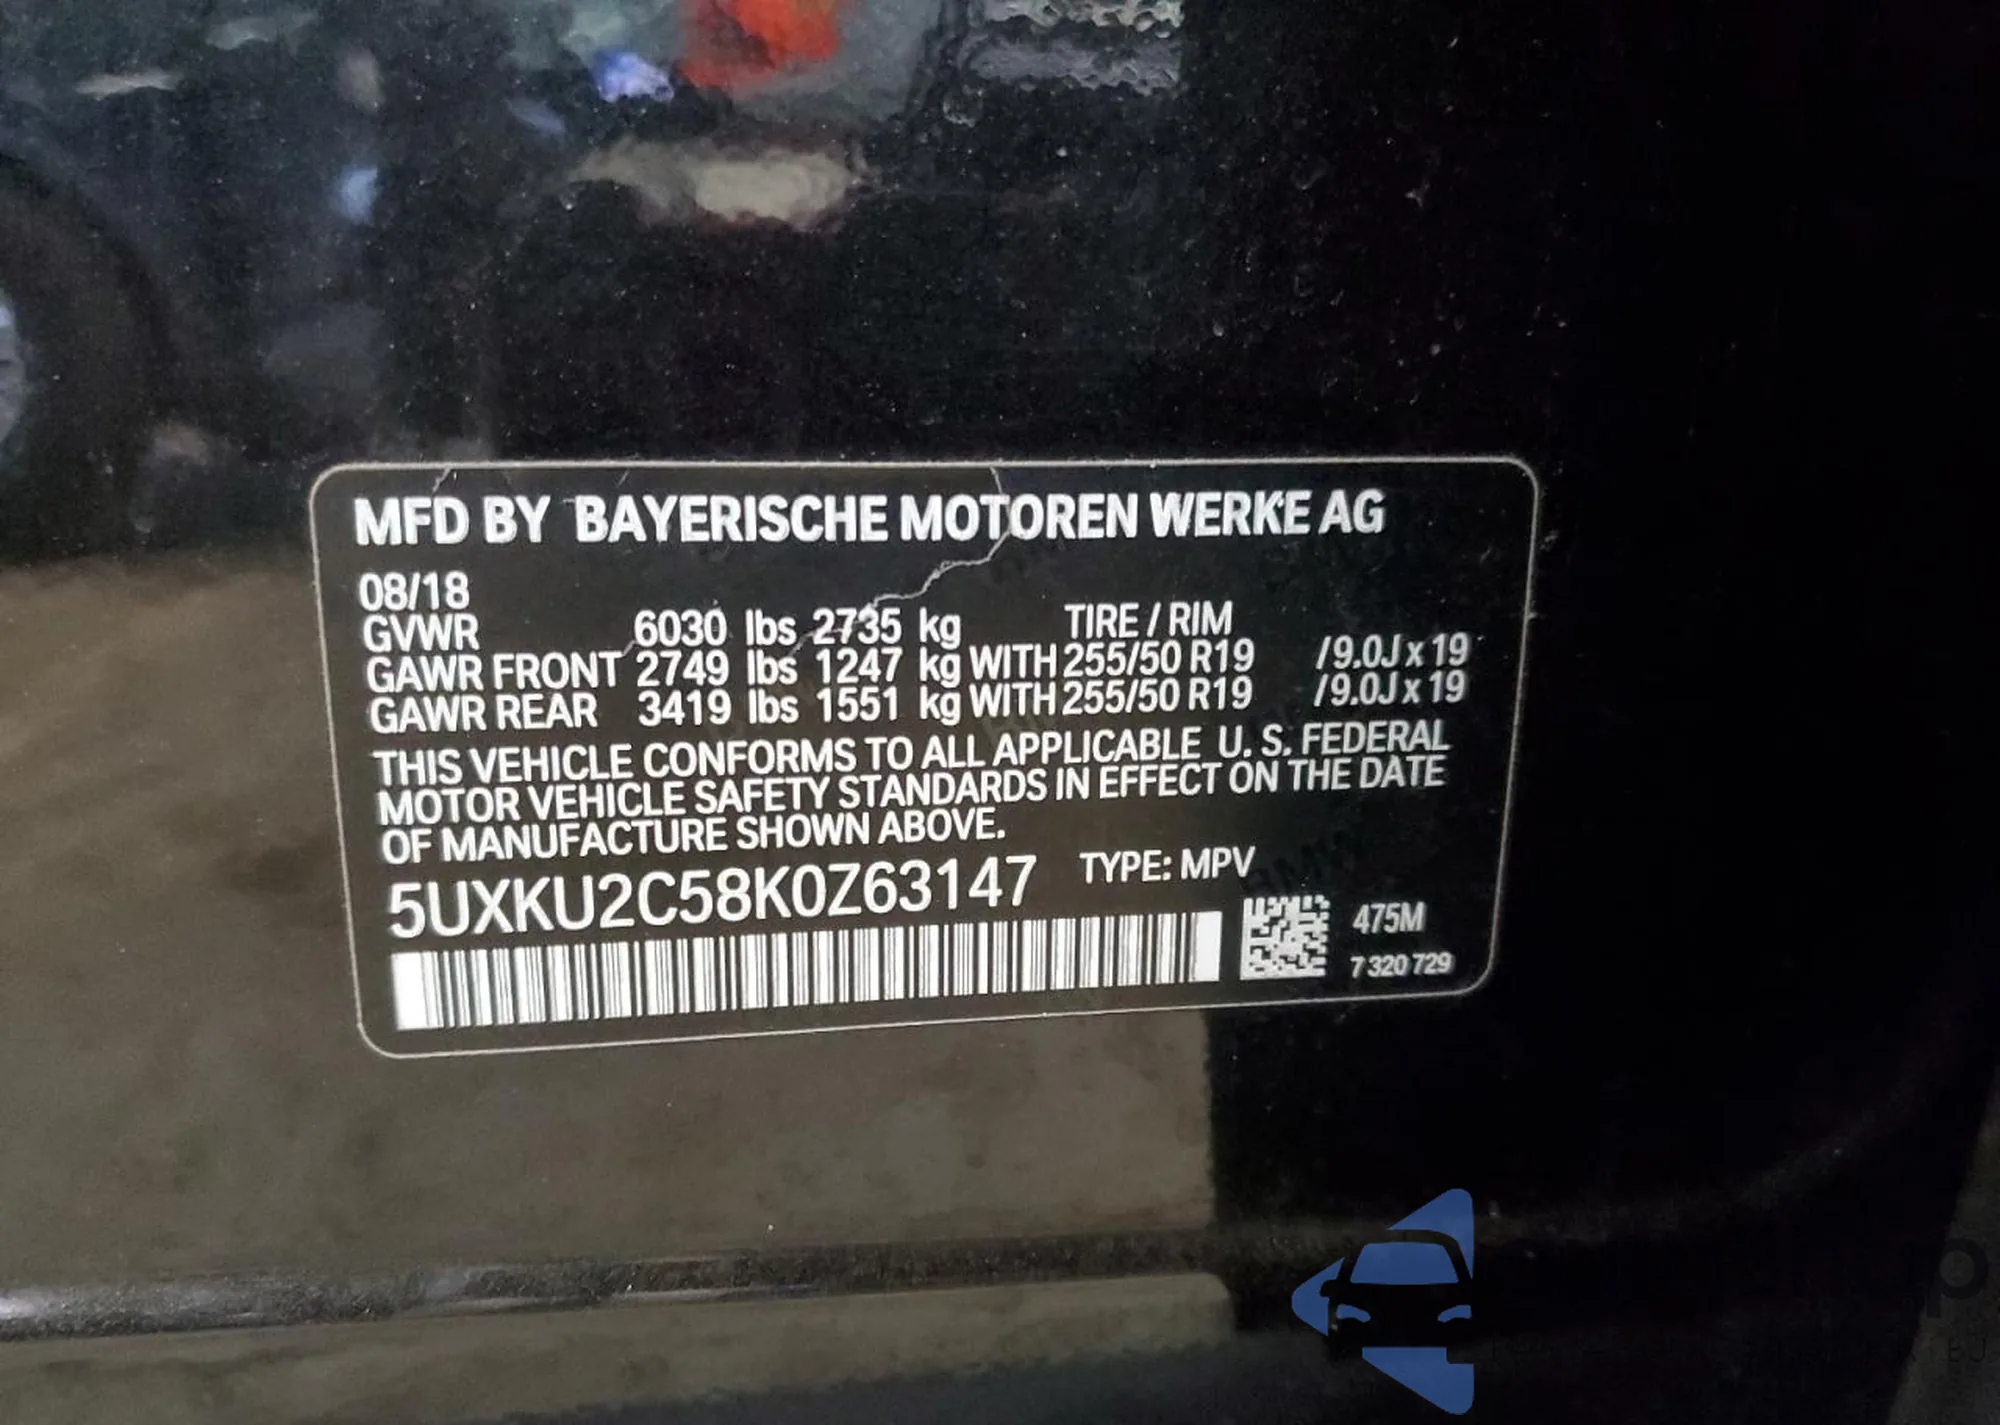 MFD BY BAYERISCHE MOTOREN WERKE AG
08/18
GVWR 6030 lbs 2735 kg TIRE / RIM
GAWR FRONT 2749 lbs 1247 kg WITH 255/50 R19 /9.0J x 19
GAWR REAR 3419 lbs 1551 kg WITH 255/50 R19 /9.0J x 19
THIS VEHICLE CONFORMS TO ALL APPLICABLE U. S. FEDERAL
MOTOR VEHICLE SAFETY STANDARDS IN EFFECT ON THE DATE
OF MANUFACTURE SHOWN ABOVE.
5UXKU2C58K0Z63147 TYPE: MPV
475M
7 320 729